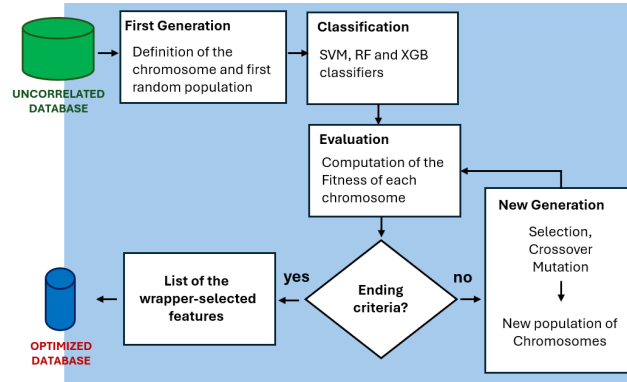 First Generation
Definition of the
chromosome and first
random population
Classification
SVM, RF and XGB
classifiers
UNCORRELATED
DATABASE
Evaluation
Computation of the
Fitness of each
chromosome
New Generation
Selection,
Crossover
Mutation
New population of
Chromosomes
Ending
criteria?
yes
no
List of the
wrapper-selected
features
OPTIMIZED
DATABASE